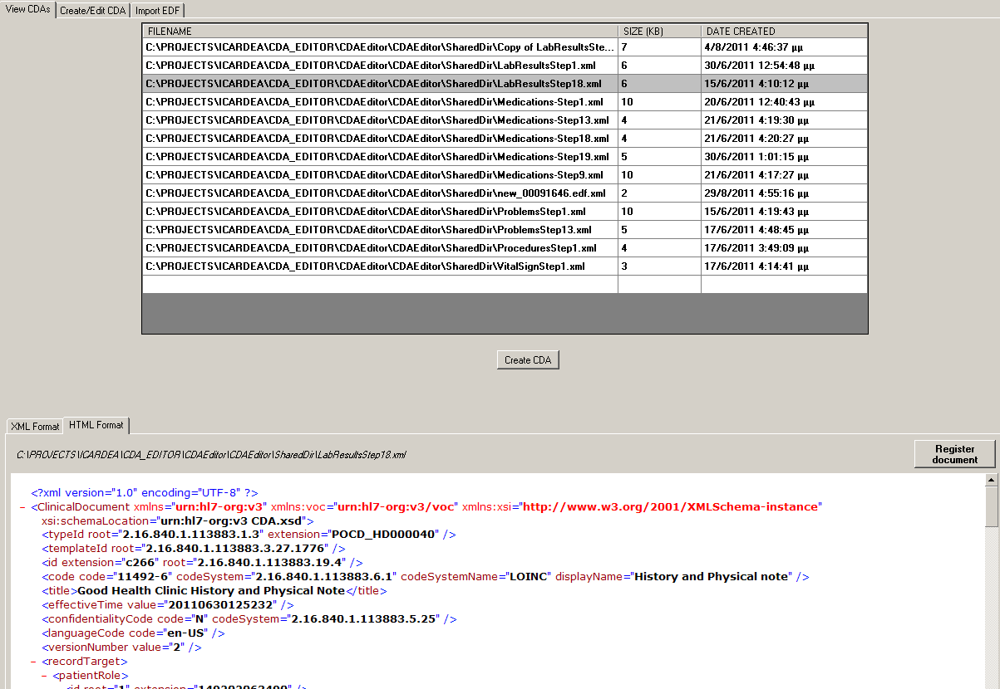 View CDAs Create/Edit CDA Import EDF
FILENAME SIZE (KB) DATE CREATED
C:\PROJECTS\ICARDEA\CDA_EDITOR\CDAEditor\CDAEditor\SharedDir\Copy of LabResultsSte... 7 4/8/2011 4:46:37 μμ
C:\PROJECTS\ICARDEA\CDA_EDITOR\CDAEditor\CDAEditor\SharedDir\LabResultsStep1.xml 6 30/6/2011 12:54:48 μμ
C:\PROJECTS\ICARDEA\CDA_EDITOR\CDAEditor\CDAEditor\SharedDir\LabResultsStep18.xml 6 15/6/2011 4:10:12 μμ
C:\PROJECTS\ICARDEA\CDA_EDITOR\CDAEditor\CDAEditor\SharedDir\Medications-Step1.xml 10 20/6/2011 12:40:43 μμ
C:\PROJECTS\ICARDEA\CDA_EDITOR\CDAEditor\CDAEditor\SharedDir\Medications-Step13.xml 4 21/6/2011 4:19:30 μμ
C:\PROJECTS\ICARDEA\CDA_EDITOR\CDAEditor\CDAEditor\SharedDir\Medications-Step18.xml 4 21/6/2011 4:20:27 μμ
C:\PROJECTS\ICARDEA\CDA_EDITOR\CDAEditor\CDAEditor\SharedDir\Medications-Step19.xml 5 30/6/2011 1:01:15 μμ
C:\PROJECTS\ICARDEA\CDA_EDITOR\CDAEditor\CDAEditor\SharedDir\Medications-Step9.xml 10 21/6/2011 4:17:27 μμ
C:\PROJECTS\ICARDEA\CDA_EDITOR\CDAEditor\CDAEditor\SharedDir\new_00091646.edf.xml 2 29/8/2011 4:55:16 μμ
C:\PROJECTS\ICARDEA\CDA_EDITOR\CDAEditor\CDAEditor\SharedDir\ProblemsStep1.xml 10 15/6/2011 4:19:43 μμ
C:\PROJECTS\ICARDEA\CDA_EDITOR\CDAEditor\CDAEditor\SharedDir\ProblemsStep13.xml 5 17/6/2011 4:48:45 μμ
C:\PROJECTS\ICARDEA\CDA_EDITOR\CDAEditor\CDAEditor\SharedDir\ProceduresStep1.xml 4 17/6/2011 3:49:09 μμ
C:\PROJECTS\ICARDEA\CDA_EDITOR\CDAEditor\CDAEditor\SharedDir\VitalSignStep1.xml 3 17/6/2011 4:14:41 μμ
Create CDA
XML Format HTML Format
C:\PROJECTS\ICARDEA\CDA_EDITOR\CDAEditor\CDAEditor\SharedDir\LabResultsStep18.xml
Register
document
<?xml version="1.0" encoding="UTF-8" ?>
- <ClinicalDocument xmlns="urn:hl7-org:v3" xmlns:voc="urn:hl7-org:v3/voc" xmlns:xsi="http://www.w3.org/2001/XMLSchema-instance"
xsi:schemaLocation="urn:hl7-org:v3 CDA.xsd">
<typeId root="2.16.840.1.113883.1.3" extension="POCD_HD000040" />
<templateId root="2.16.840.1.113883.3.27.1776" />
<id extension="c266" root="2.16.840.1.113883.19.4" />
<code code="11492-6" codeSystem="2.16.840.1.113883.6.1" codeSystemName="LOINC" displayName="History and Physical note" />
<title>Good Health Clinic History and Physical Note</title>
<effectiveTime value="20110630125232" />
<confidentialityCode code="N" codeSystem="2.16.840.1.113883.5.25" />
<languageCode code="en-US" />
<versionNumber value="2" />
- <recordTarget>
- <patientRole>
<id root="1" extension="140202063400" />